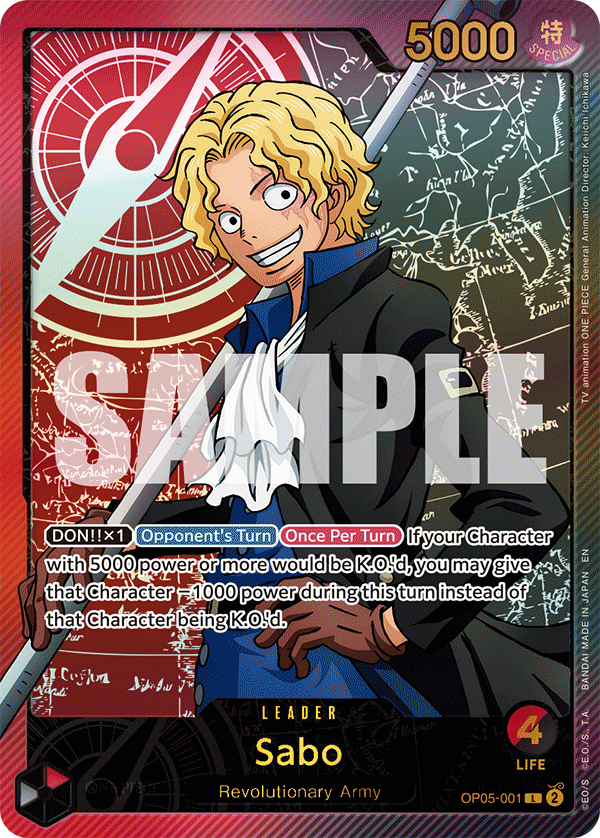 5000
特
SPECIAL
TV animation ONE PIECE General Animation Director: Keiichi Ichikawa
SAMPLE
DON!!×1 Opponent's Turn Once Per Turn If your Character
with 5000 power or more would be K.O.'d, you may give
that Character −1000 power during this turn instead of
that Character being K.O.'d.
LEADER
Sabo
Revolutionary Army
4
LIFE
OP05-001 L 2
©E.O./S. ©E.O./S., T.A. BANDAI MADE IN JAPAN EN